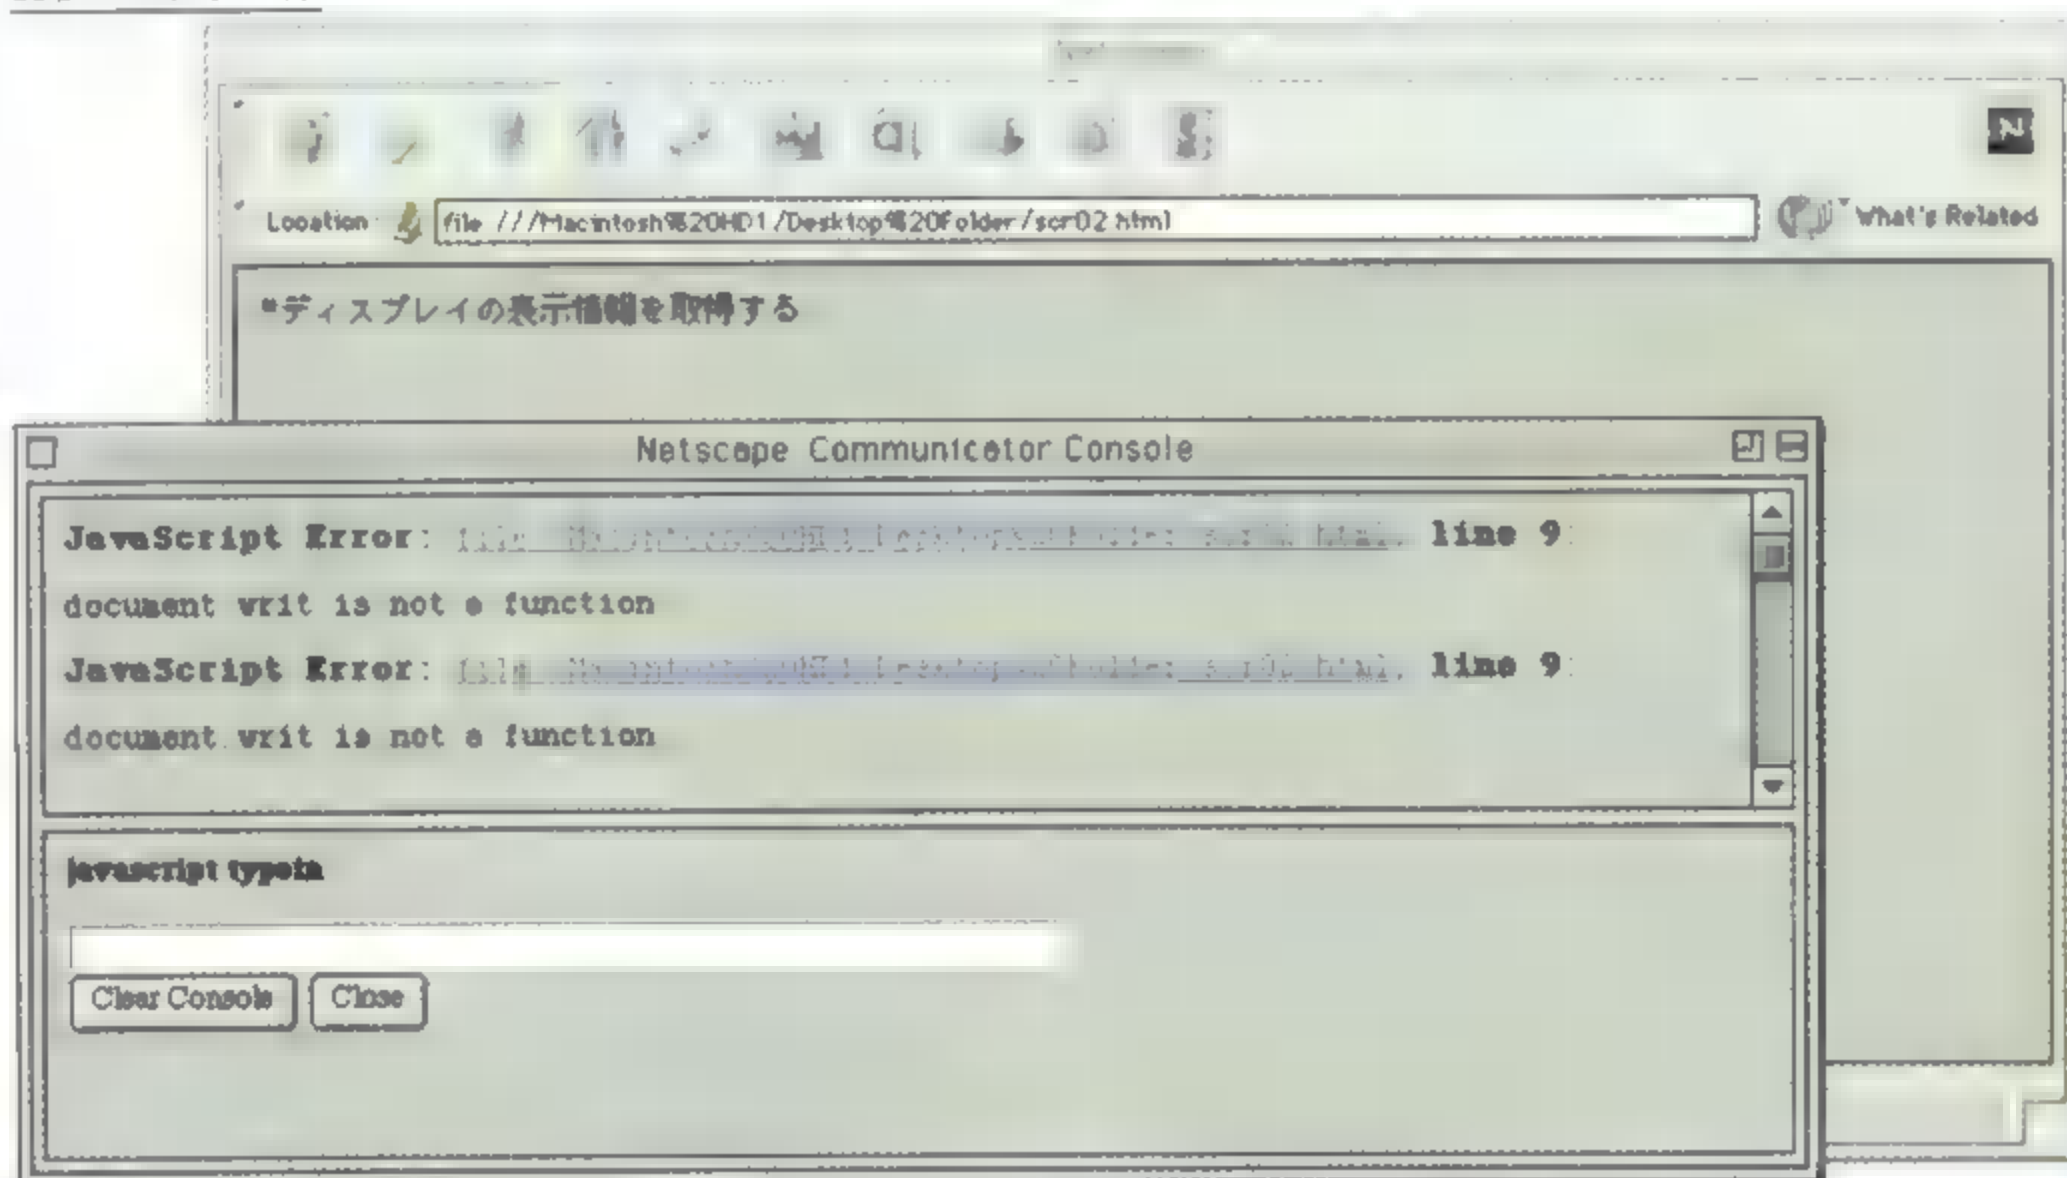 Location: file:///Macintosh%20HD1/Desktop%20Folder/scr02.html What's Related
*ディスプレイの表示情報を取得する
Netscape Communicator Console
JavaScript Error: line 9:
document.writ is not a function
JavaScript Error: line 9:
document.writ is not a function
javascript typein
Clear Console Close